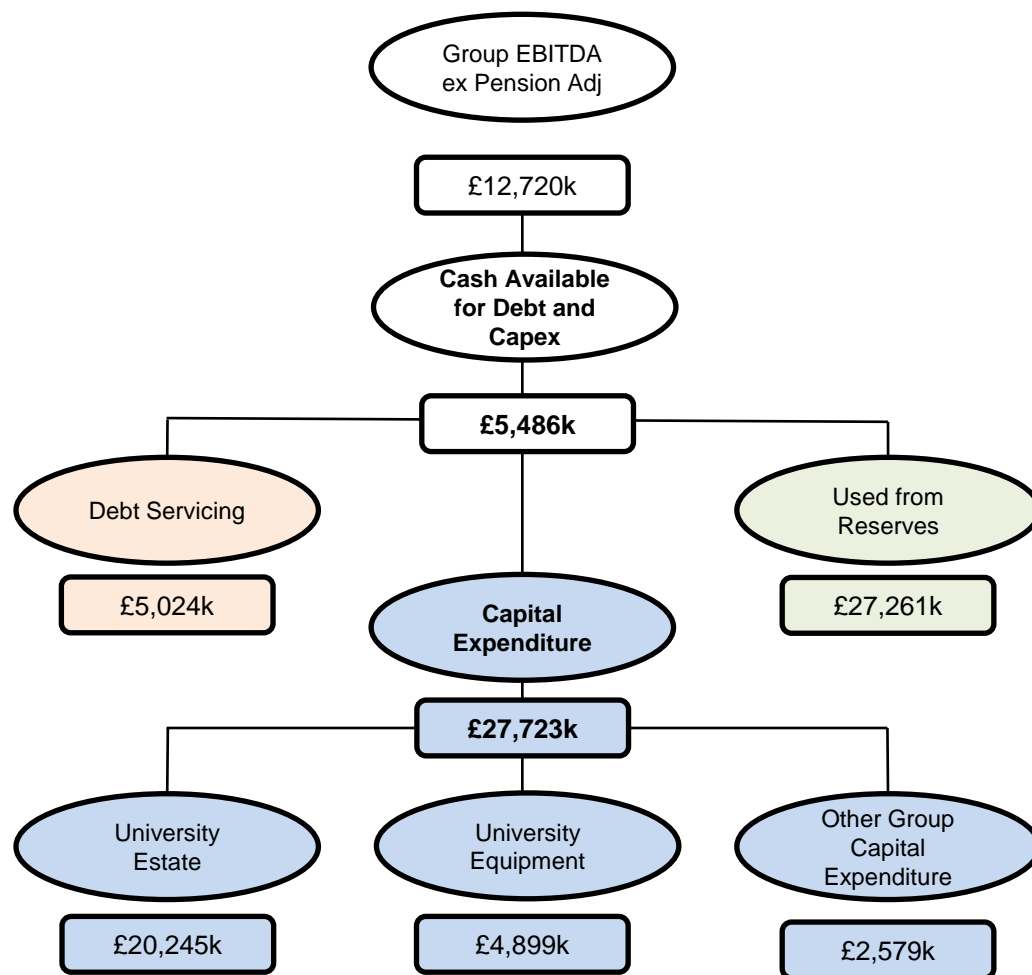 Group EBITDA
ex Pension Adj
£12,720k
Cash Available
for Debt and
Capex
£5,486k
Debt Servicing
£5,024k
Used from
Reserves
£27,261k
Capital
Expenditure
£27,723k
University
Estate
£20,245k
University
Equipment
£4,899k
Other Group
Capital
Expenditure
£2,579k